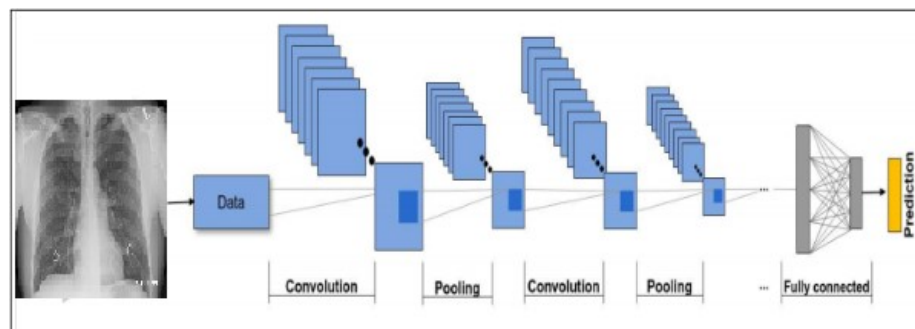 Data
Prediction
Convolution
Pooling
Convolution
Pooling
...
Fully connected